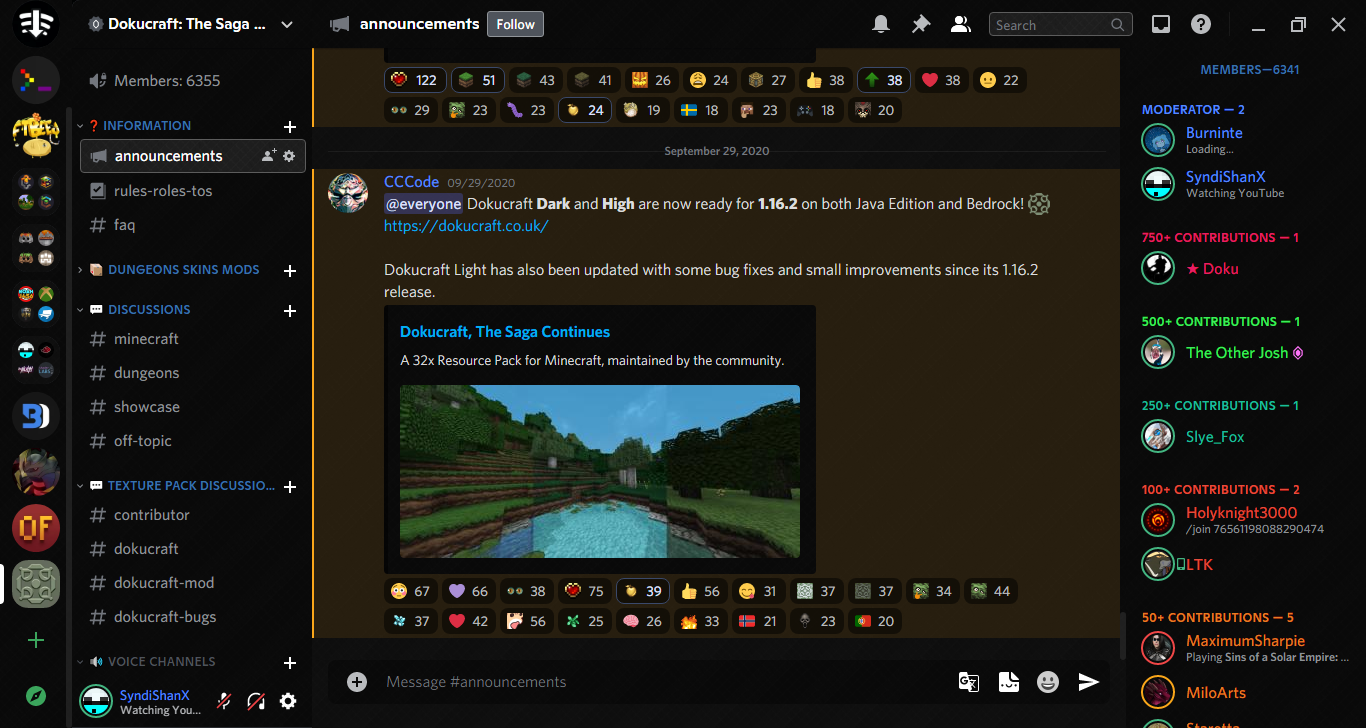 Dokucraft: The Saga ...
Members: 6355
INFORMATION
announcements
rules-roles-tos
faq
DUNGEONS SKINS MODS
DISCUSSIONS
minecraft
dungeons
showcase
off-topic
TEXTURE PACK DISCUSSIO...
contributor
dokucraft
dokucraft-mod
dokucraft-bugs
VOICE CHANNELS
SyndiShanX
Watching You...
OF
announcements
Follow
Search
122 51 43 41 26 24 27 38 38 38 22
29 23 23 24 19 18 23 18 20
September 29, 2020
CCCode 09/29/2020
@everyone Dokucraft Dark and High are now ready for 1.16.2 on both Java Edition and Bedrock!
https://dokucraft.co.uk/
Dokucraft Light has also been updated with some bug fixes and small improvements since its 1.16.2
release.
Dokucraft, The Saga Continues
A 32x Resource Pack for Minecraft, maintained by the community.
67 66 38 75 39 56 31 37 37 34 44
37 42 56 25 26 33 21 23 20
Message #announcements
MEMBERS—6341
MODERATOR — 2
Burninte
Loading...
SyndiShanX
Watching YouTube
750+ CONTRIBUTIONS — 1
★ Doku
500+ CONTRIBUTIONS — 1
The Other Josh
250+ CONTRIBUTIONS — 1
Slye_Fox
100+ CONTRIBUTIONS — 2
Holyknight3000
/join 76561198088290474
LTK
50+ CONTRIBUTIONS — 5
MaximumSharpie
Playing Sins of a Solar Empire: ...
MiloArts